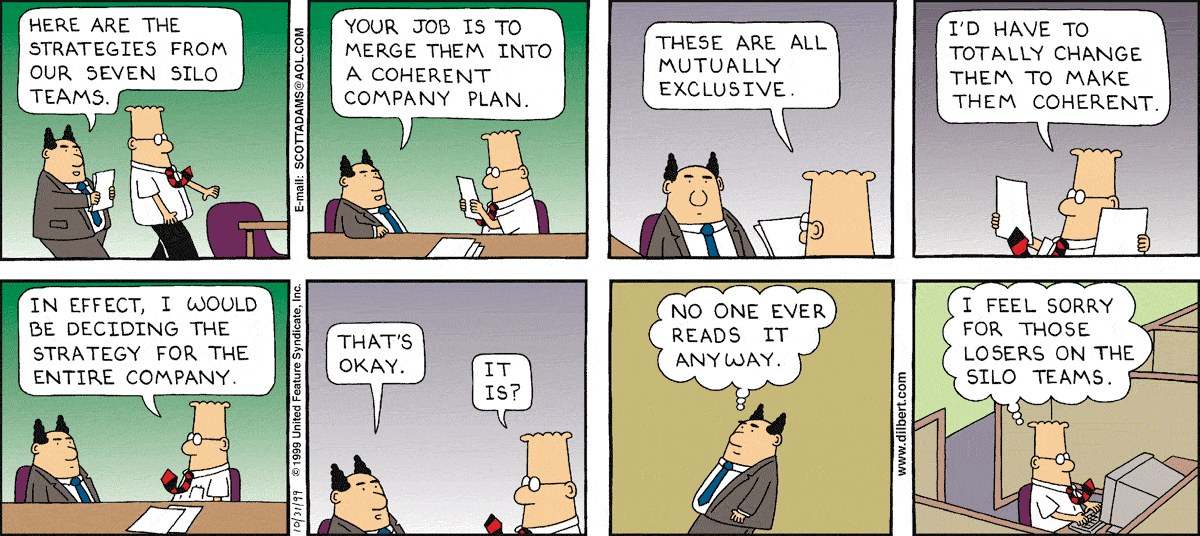 HERE ARE THE
STRATEGIES FROM
OUR SEVEN SILO
TEAMS.
E-mail: SCOTTADAMS@AOL.COM
YOUR JOB IS TO
MERGE THEM INTO
A COHERENT
COMPANY PLAN.
THESE ARE ALL
MUTUALLY
EXCLUSIVE.
I'D HAVE TO
TOTALLY CHANGE
THEM TO MAKE
THEM COHERENT.
IN EFFECT, I WOULD
BE DECIDING THE
STRATEGY FOR THE
ENTIRE COMPANY.
10/31/99 © 1999 United Feature Syndicate, Inc.
THAT'S
OKAY.
IT
IS?
NO ONE EVER
READS IT
ANYWAY.
www.dilbert.com
I FEEL SORRY
FOR THOSE
LOSERS ON THE
SILO TEAMS.